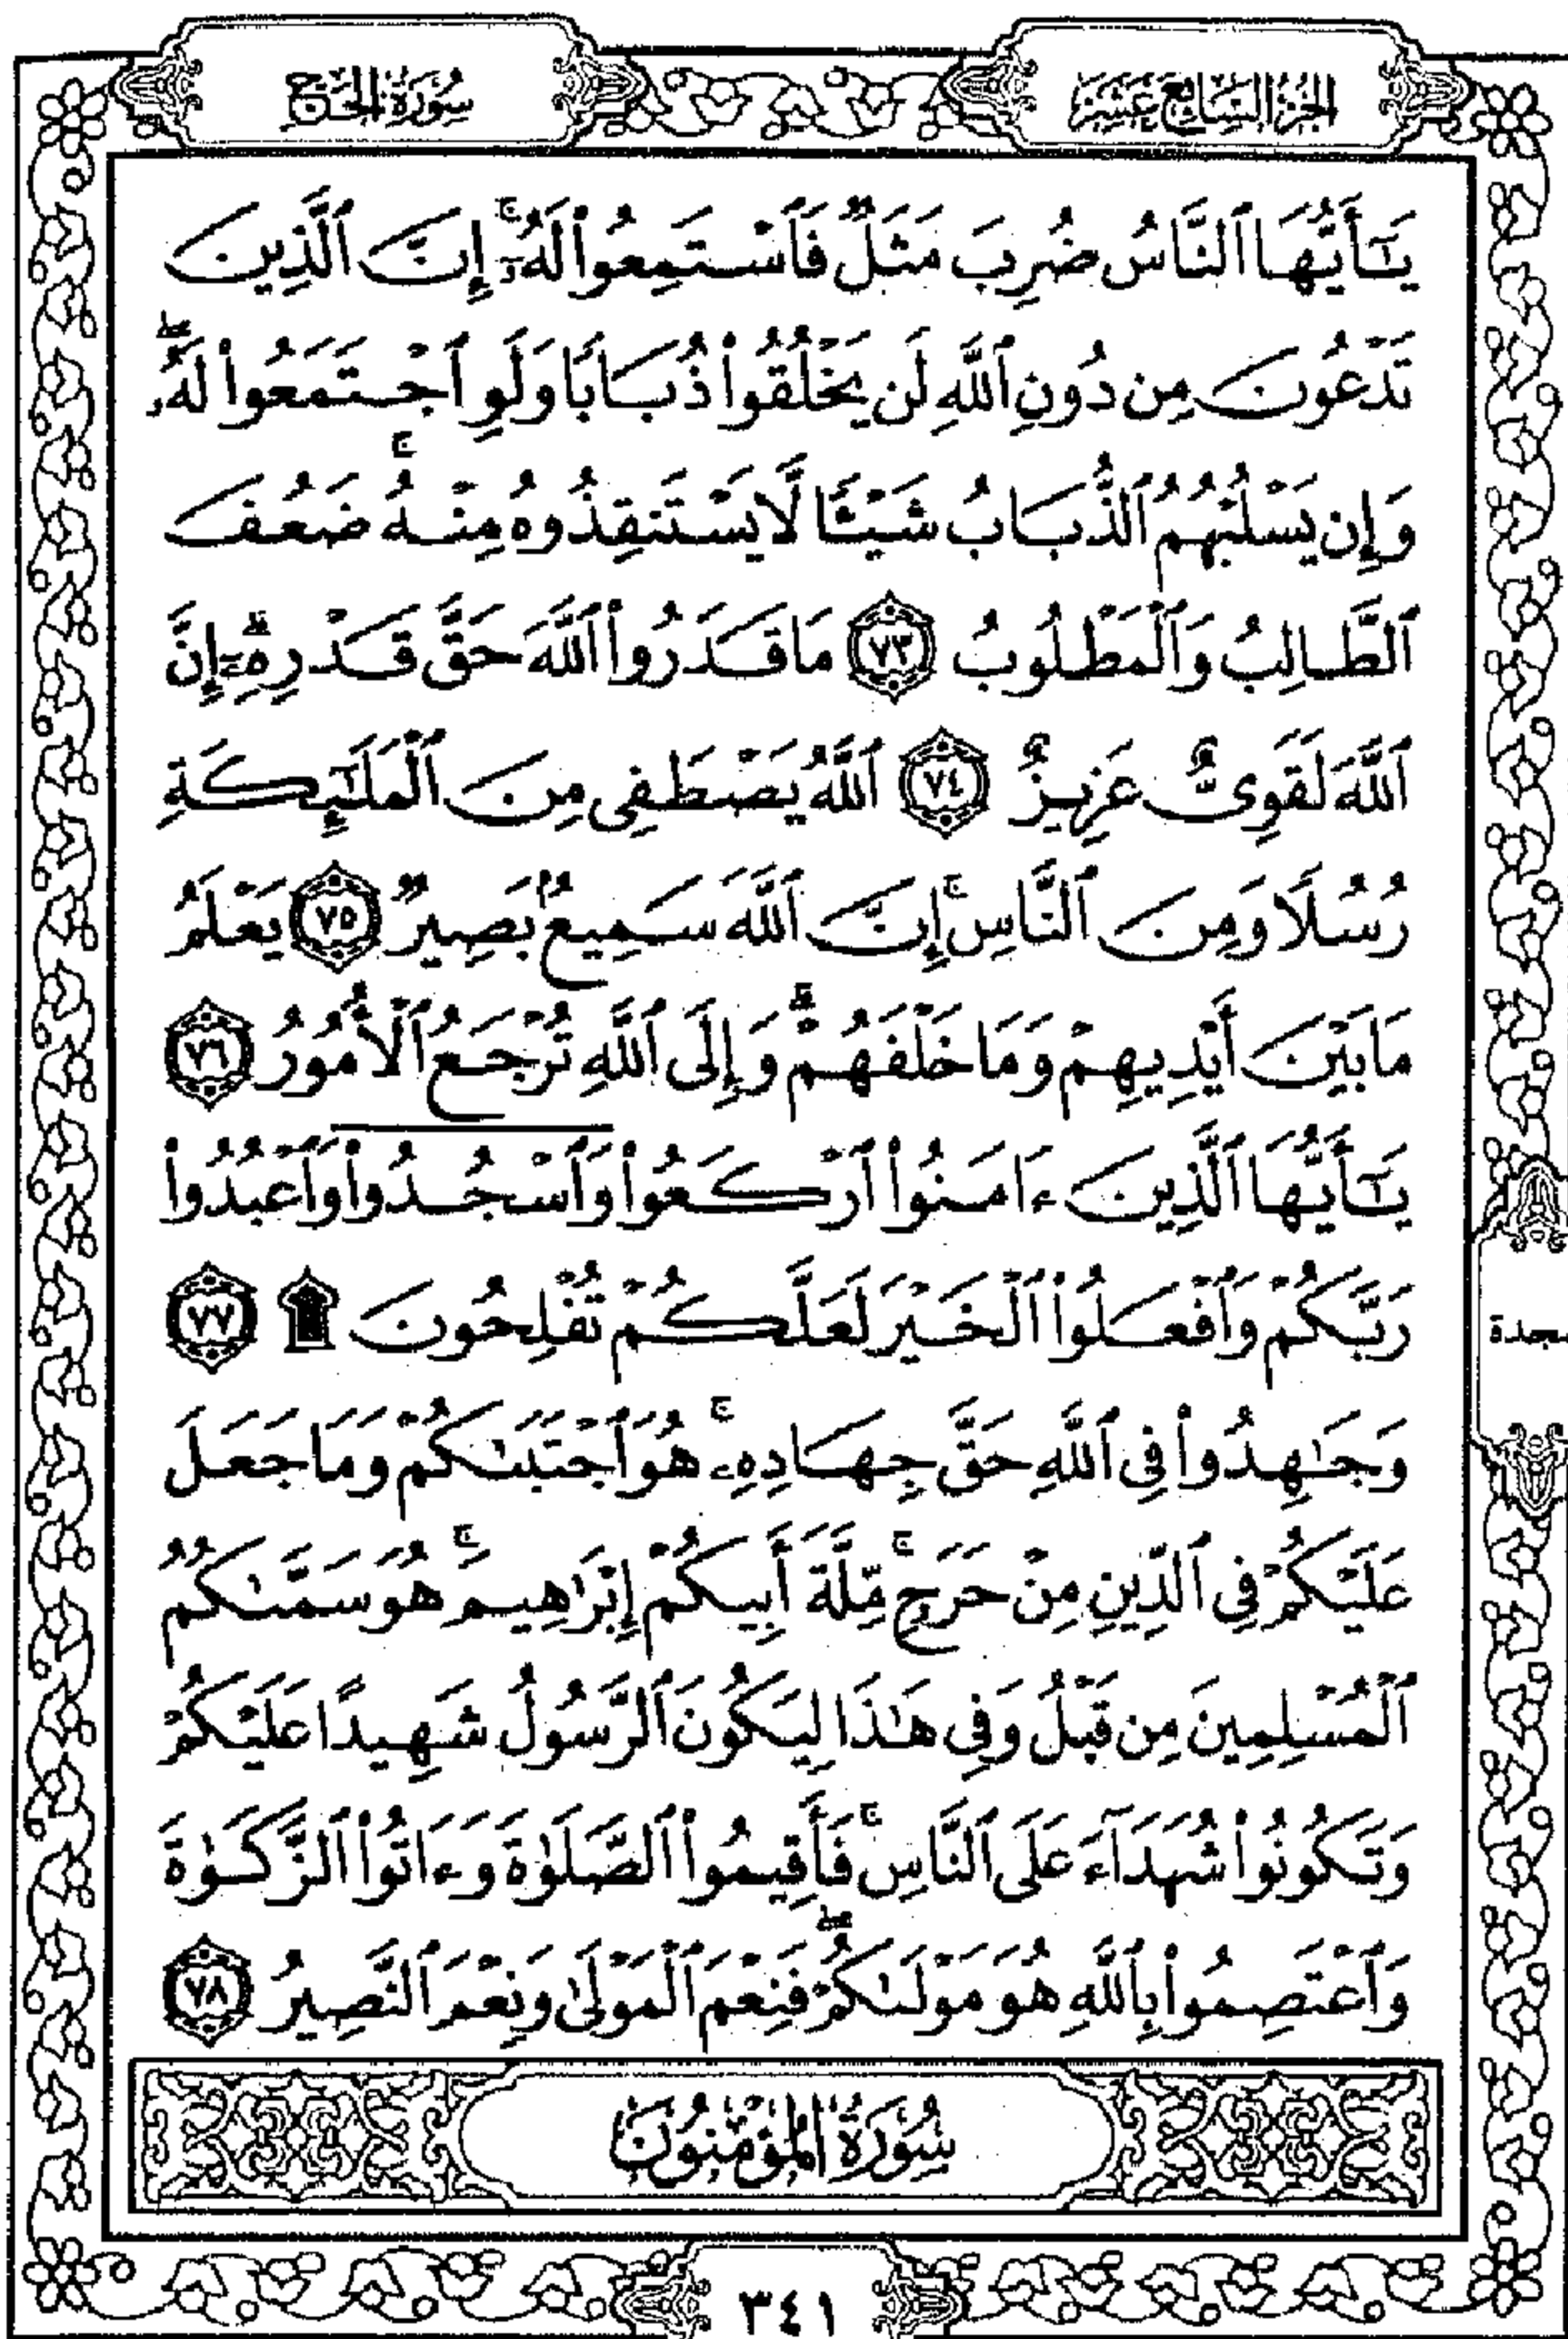 الجزء السابع عشر
سورة الحج
يَٰٓأَيُّهَا ٱلنَّاسُ ضُرِبَ مَثَلٌ فَٱسْتَمِعُوا۟ لَهُۥٓ ۚ إِنَّ ٱلَّذِينَ
تَدْعُونَ مِن دُونِ ٱللَّهِ لَن يَخْلُقُوا۟ ذُبَابًا وَلَوِ ٱجْتَمَعُوا۟ لَهُۥ ۖ
وَإِن يَسْلُبْهُمُ ٱلذُّبَابُ شَيْـًٔا لَّا يَسْتَنقِذُوهُ مِنْهُ ۚ ضَعُفَ
ٱلطَّالِبُ وَٱلْمَطْلُوبُ ٧٣ مَا قَدَرُوا۟ ٱللَّهَ حَقَّ قَدْرِهِۦٓ ۗ إِنَّ
ٱللَّهَ لَقَوِىٌّ عَزِيزٌ ٧٤ ٱللَّهُ يَصْطَفِى مِنَ ٱلْمَلَٰٓئِكَةِ
رُسُلًا وَمِنَ ٱلنَّاسِ ۚ إِنَّ ٱللَّهَ سَمِيعٌۢ بَصِيرٌ ٧٥ يَعْلَمُ
مَا بَيْنَ أَيْدِيهِمْ وَمَا خَلْفَهُمْ ۗ وَإِلَى ٱللَّهِ تُرْجَعُ ٱلْأُمُورُ ٧٦
يَٰٓأَيُّهَا ٱلَّذِينَ ءَامَنُوا۟ ٱرْكَعُوا۟ وَٱسْجُدُوا۟ وَٱعْبُدُوا۟
رَبَّكُمْ وَٱفْعَلُوا۟ ٱلْخَيْرَ لَعَلَّكُمْ تُفْلِحُونَ ۩ ٧٧
وَجَٰهِدُوا۟ فِى ٱللَّهِ حَقَّ جِهَادِهِۦ ۚ هُوَ ٱجْتَبَىٰكُمْ وَمَا جَعَلَ
عَلَيْكُمْ فِى ٱلدِّينِ مِنْ حَرَجٍ ۚ مِّلَّةَ أَبِيكُمْ إِبْرَٰهِيمَ ۚ هُوَ سَمَّىٰكُمُ
ٱلْمُسْلِمِينَ مِن قَبْلُ وَفِى هَٰذَا لِيَكُونَ ٱلرَّسُولُ شَهِيدًا عَلَيْكُمْ
وَتَكُونُوا۟ شُهَدَآءَ عَلَى ٱلنَّاسِ ۚ فَأَقِيمُوا۟ ٱلصَّلَوٰةَ وَءَاتُوا۟ ٱلزَّكَوٰةَ
وَٱعْتَصِمُوا۟ بِٱللَّهِ هُوَ مَوْلَىٰكُمْ ۖ فَنِعْمَ ٱلْمَوْلَىٰ وَنِعْمَ ٱلنَّصِيرُ ٧٨
سجدة
سُورَةُ المُؤْمِنُونَ
٣٤١